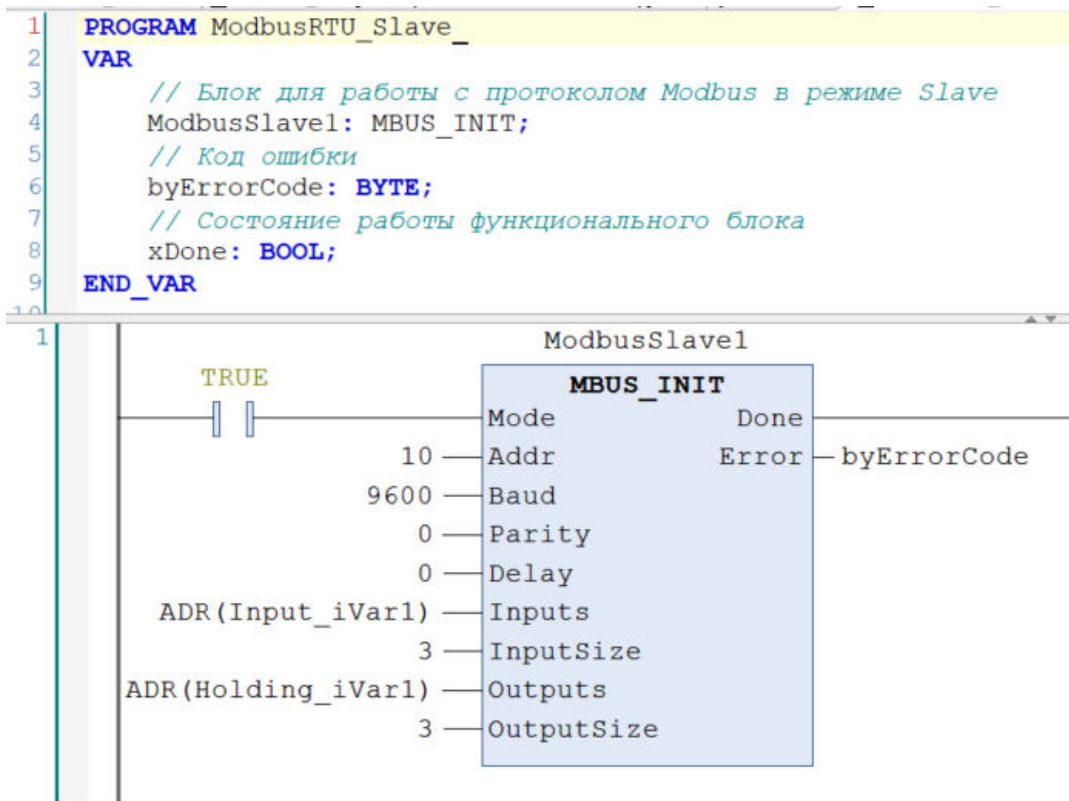 1 PROGRAM ModbusRTU_Slave_
2 VAR
3 // Блок для работы с протоколом Modbus в режиме Slave
4 ModbusSlave1: MBUS_INIT;
5 // Код ошибки
6 byErrorCode: BYTE;
7 // Состояние работы функционального блока
8 xDone: BOOL;
9 END_VAR
1
ModbusSlave1
TRUE
MBUS_INIT
Mode Done
10 Addr Error byErrorCode
9600 Baud
0 Parity
0 Delay
ADR(Input_iVar1) Inputs
3 InputSize
ADR(Holding_iVar1) Outputs
3 OutputSize